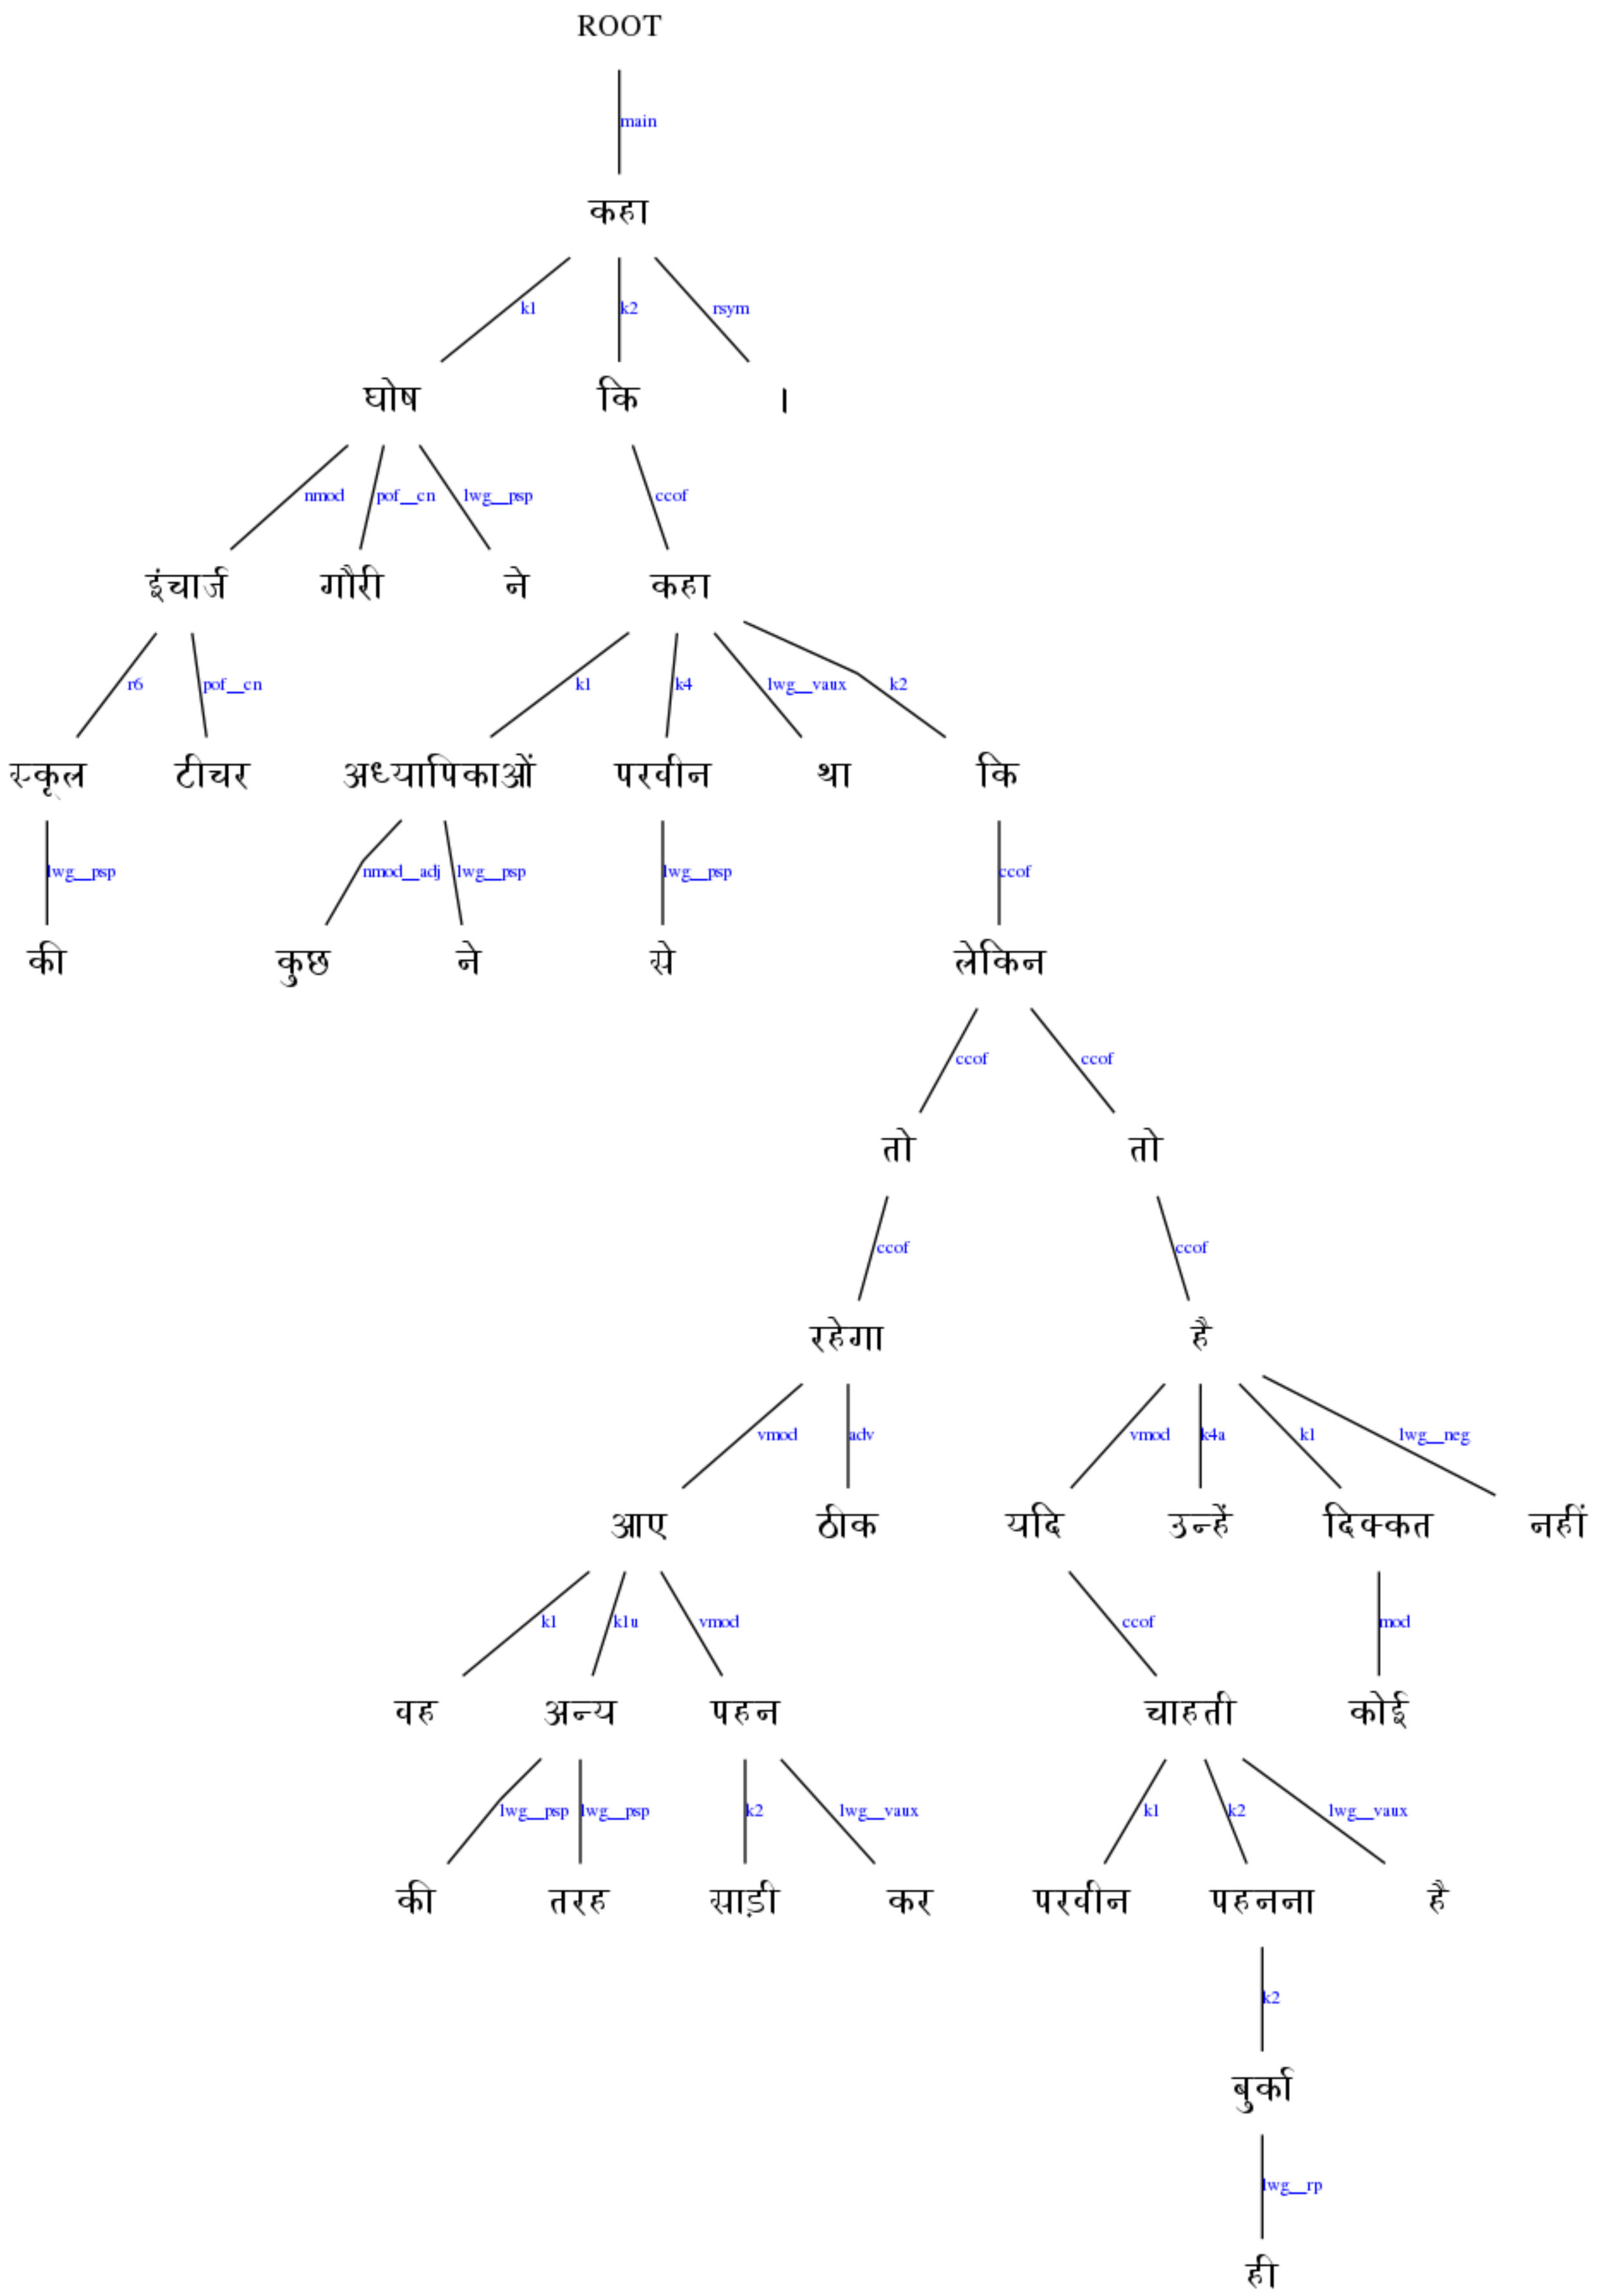 ROOT
main
कहा
k1 k2 rsym
घोष कि ।
nmod pof__cn lwg__psp ccof
इंचार्ज गौरी ने कहा
r6 pof__cn k1 k4 lwg__vaux k2
स्कूल टीचर अध्यापिकाओं परवीन था कि
lwg__psp nmod__adj lwg__psp lwg__psp ccof
की कुछ ने से लेकिन
ccof ccof
तो तो
ccof ccof
रहेगा है
vmod adv vmod k4a k1 lwg__neg
आए ठीक यदि उन्हें दिक्कत नहीं
k1 k1u vmod ccof mod
वह अन्य पहन चाहती कोई
lwg__psp lwg__psp k2 lwg__vaux k1 k2 lwg__vaux
की तरह साड़ी कर परवीन पहनना है
k2
बुर्का
lwg__rp
ही